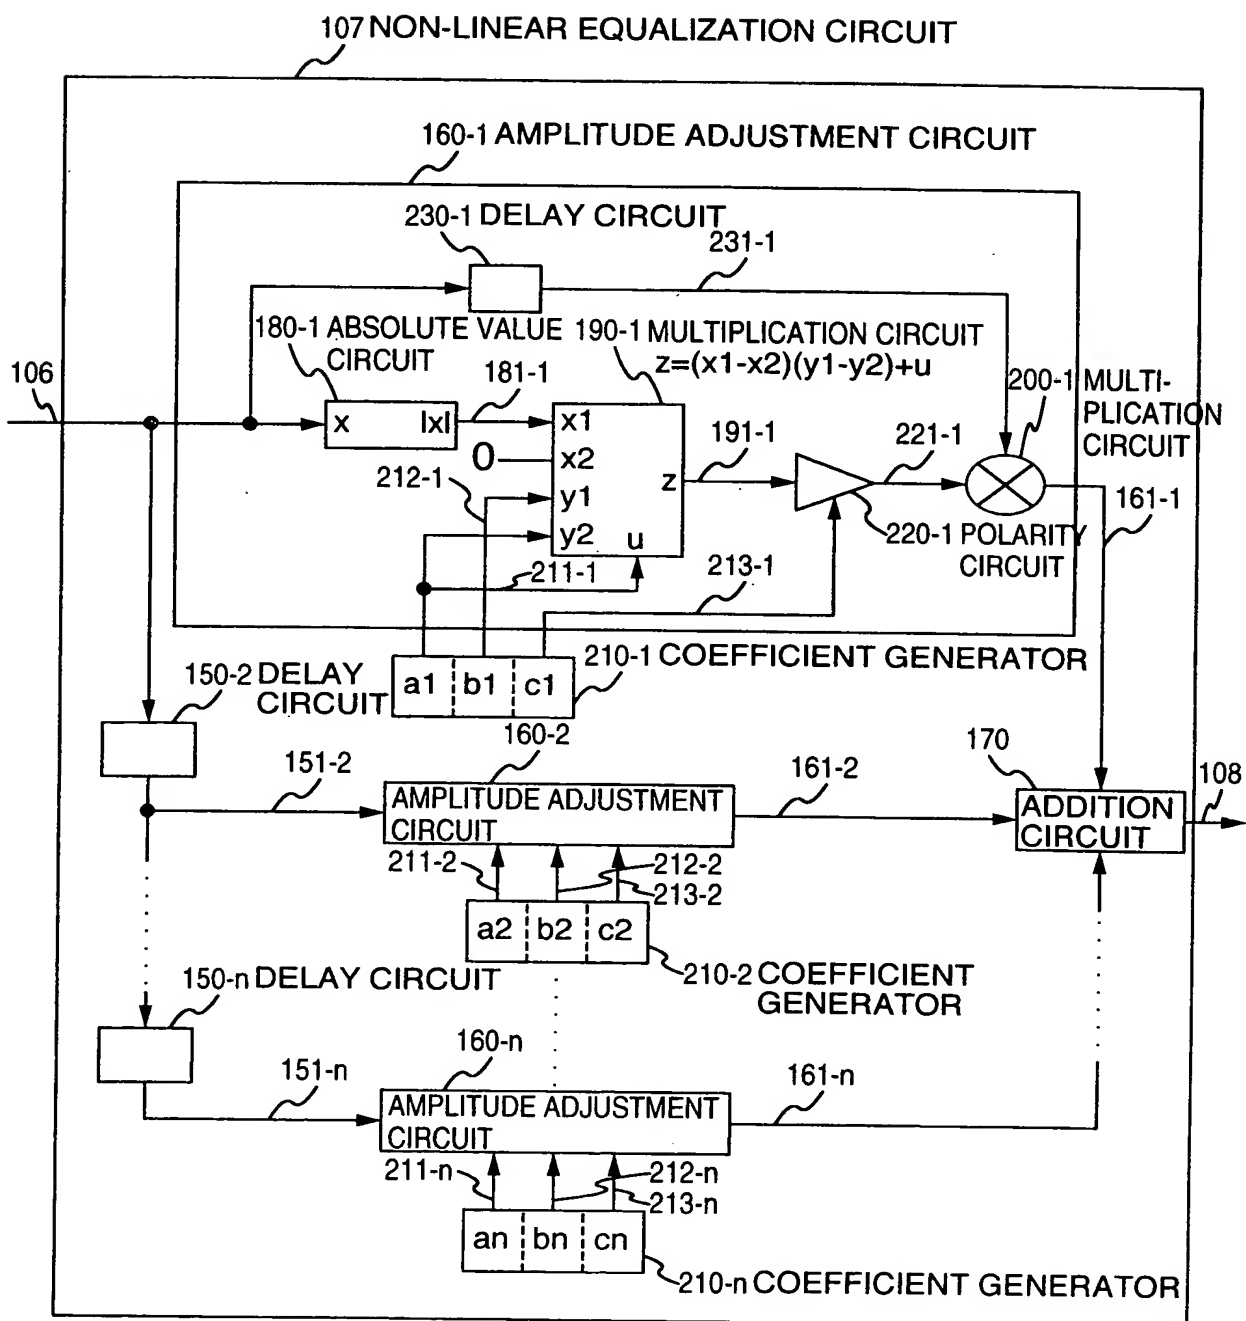 107 NON-LINEAR EQUALIZATION CIRCUIT
160-1 AMPLITUDE ADJUSTMENT CIRCUIT
230-1 DELAY CIRCUIT
231-1
180-1 ABSOLUTE VALUE
CIRCUIT
190-1 MULTIPLICATION CIRCUIT
z=(x1-x2)(y1-y2)+u
200-1 MULTI-
PLICATION
CIRCUIT
106
181-1
x |x|
x1
0
x2
y1
y2
z
u
212-1
191-1
221-1
161-1
220-1 POLARITY
CIRCUIT
211-1
213-1
210-1 COEFFICIENT GENERATOR
a1 b1 c1
150-2 DELAY
CIRCUIT
160-2
151-2
161-2
170
108
AMPLITUDE ADJUSTMENT
CIRCUIT
ADDITION
CIRCUIT
211-2
212-2
213-2
a2 b2 c2
210-2 COEFFICIENT
GENERATOR
150-n DELAY CIRCUIT
160-n
151-n
161-n
AMPLITUDE ADJUSTMENT
CIRCUIT
211-n
212-n
213-n
an bn cn
210-n COEFFICIENT GENERATOR